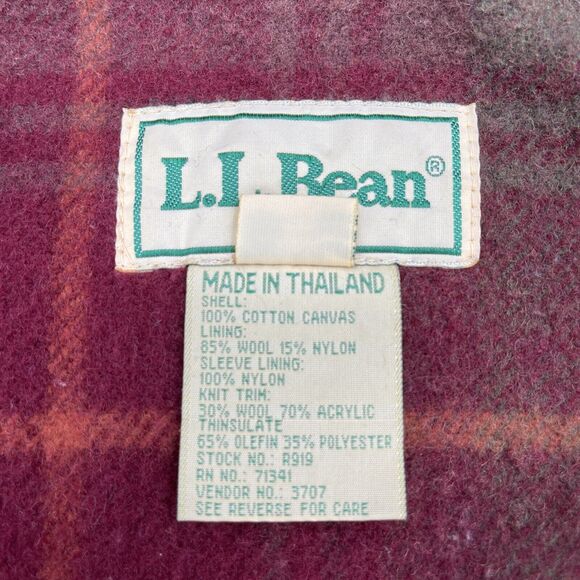 L.L. Bean®
MADE IN THAILAND
SHELL:
100% COTTON CANVAS
LINING:
85% WOOL 15% NYLON
SLEEVE LINING:
100% NYLON
KNIT TRIM:
30% WOOL 70% ACRYLIC
THINSULATE
65% OLEFIN 35% POLYESTER
STOCK NO.: R919
RN NO.: 71341
VENDOR NO.: 3707
SEE REVERSE FOR CARE